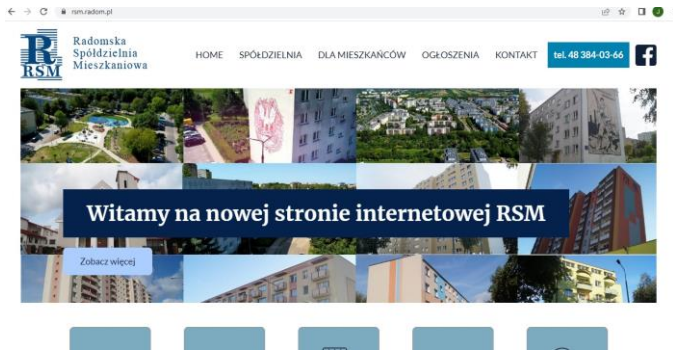 rsm.radom.pl
J
R
RSM
Radomska
Spółdzielnia
Mieszkaniowa
HOME SPÓŁDZIELNIA DLA MIESZKAŃCÓW OGŁOSZENIA KONTAKT tel. 48 384-03-66
Witamy na nowej stronie internetowej RSM
Zobacz więcej